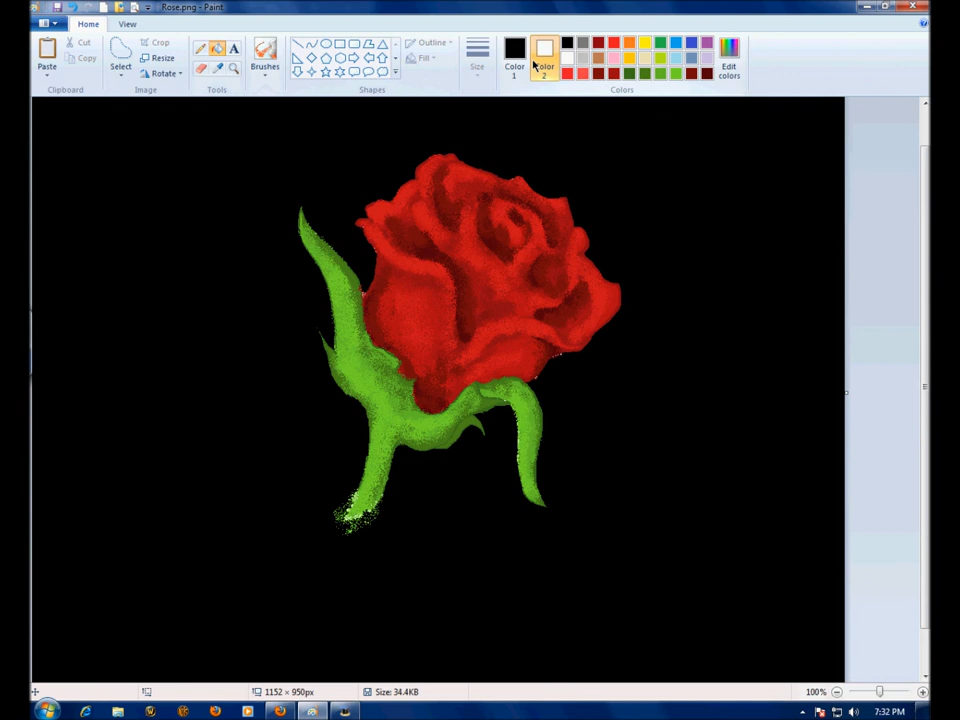 Rose.png - Paint
Home View
Paste
Cut
Copy
Clipboard
Select
Crop
Resize
Rotate
Image
A
Tools
Brushes
Outline
Fill
Shapes
Size
Color 1
Color 2
Edit colors
Colors
1152 × 950px
Size: 34.4KB
100%
7:32 PM